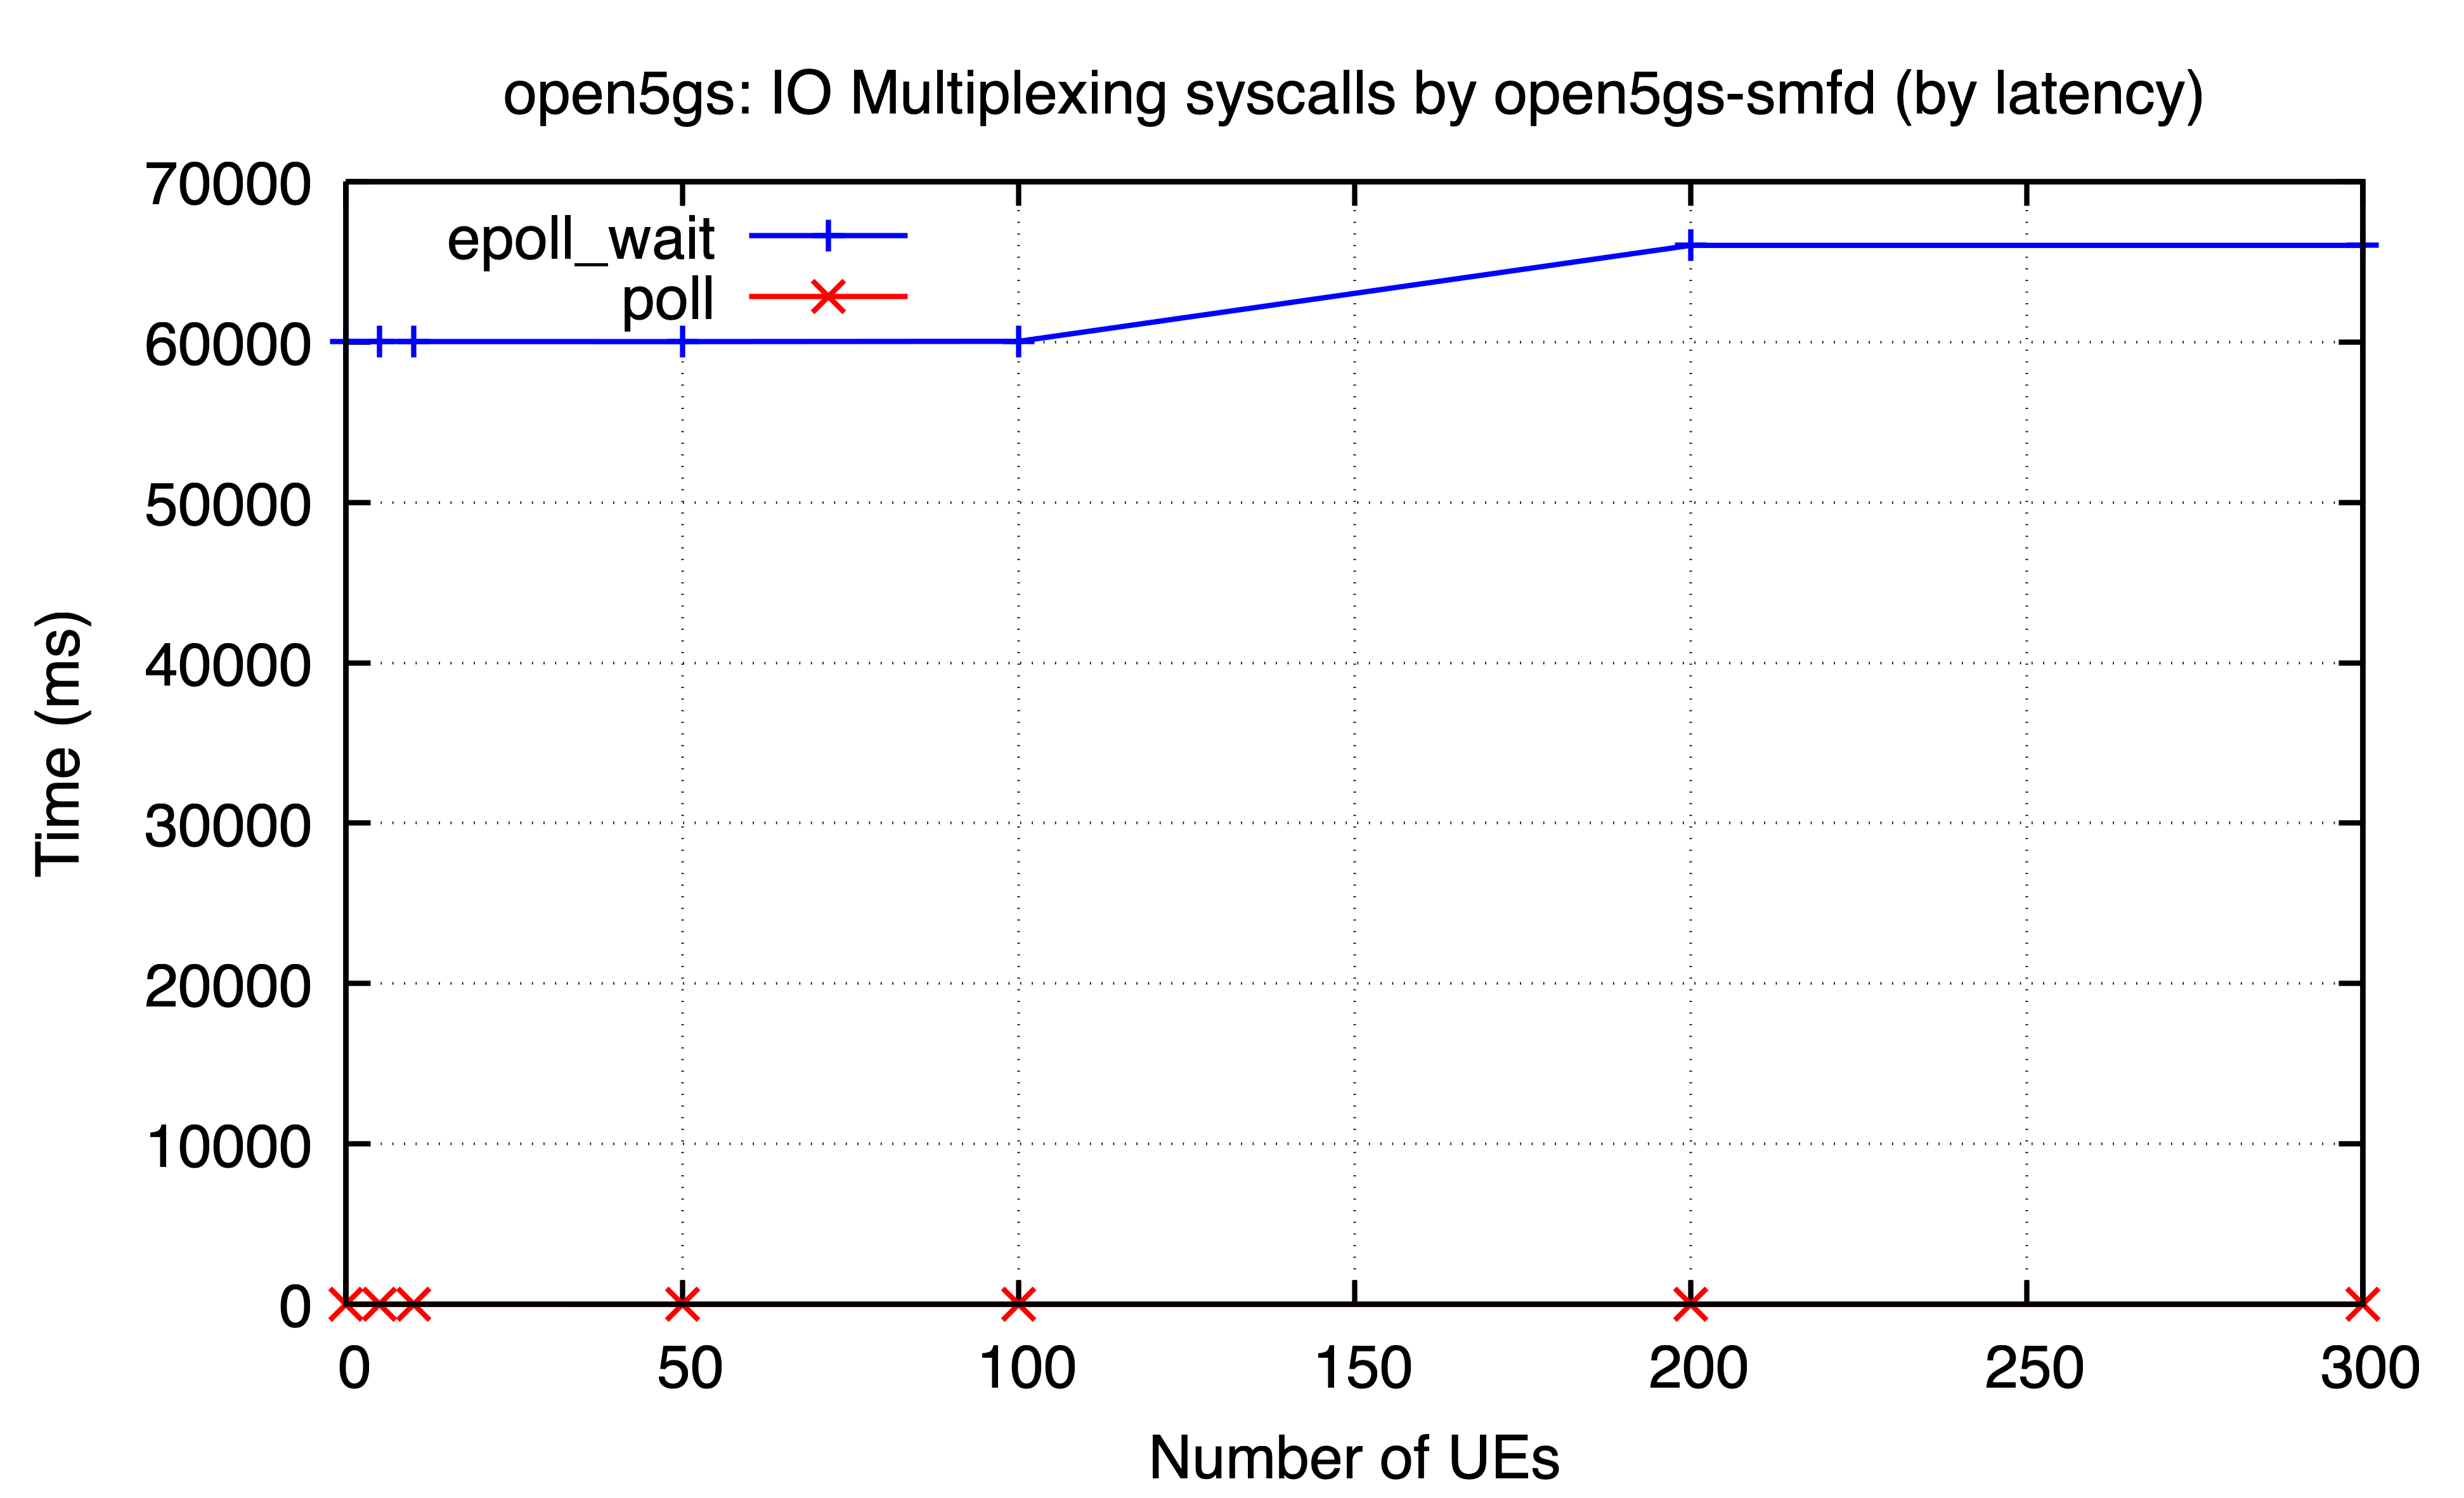 open5gs: IO Multiplexing syscalls by open5gs-smfd (by latency)
70000
60000
50000
40000
30000
20000
10000
0
Time (ms)
epoll_wait
poll
0 50 100 150 200 250 300
Number of UEs